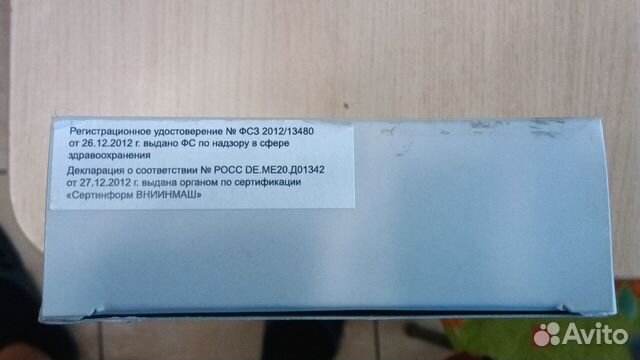 Регистрационное удостоверение № ФСЗ 2012/13480
от 26.12.2012 г. выдано ФС по надзору в сфере
здравоохранения
Декларация о соответствии № РОСС DE.ME20.Д01342
от 27.12.2012 г. выдана органом по сертификации
«Сертинформ ВНИИНМАШ»
Avito